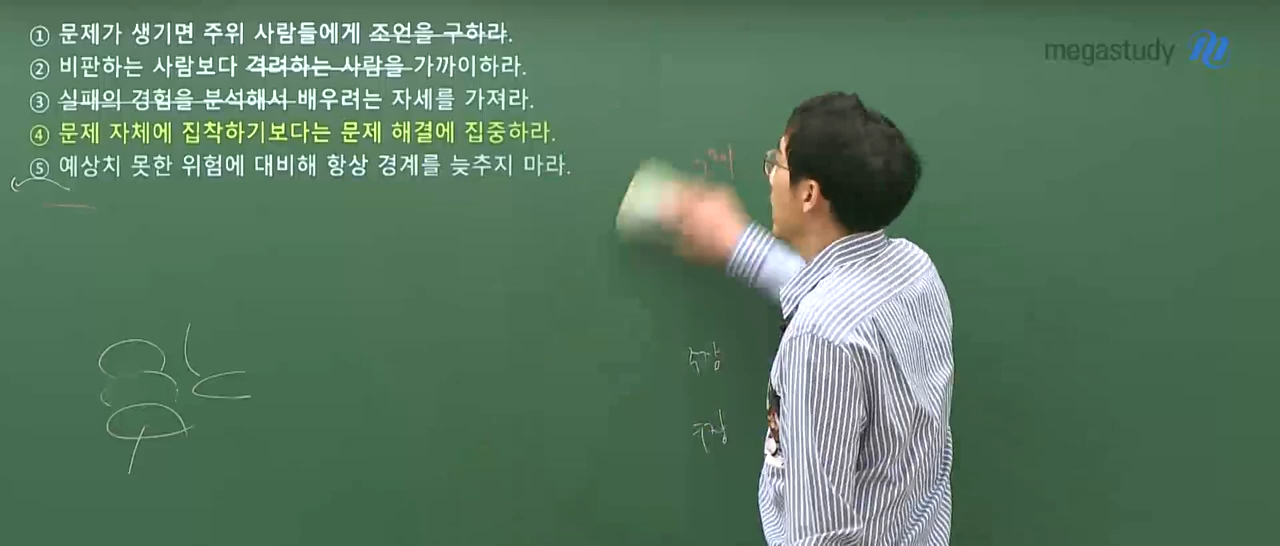 ① 문제가 생기면 주위 사람들에게 조언을 구하라.
② 비판하는 사람보다 격려하는 사람을 가까이하라.
③ 실패의 경험을 분석해서 배우려는 자세를 가져라.
④ 문제 자체에 집착하기보다는 문제 해결에 집중하라.
⑤ 예상치 못한 위험에 대비해 항상 경계를 늦추지 마라.
megastudy
주장